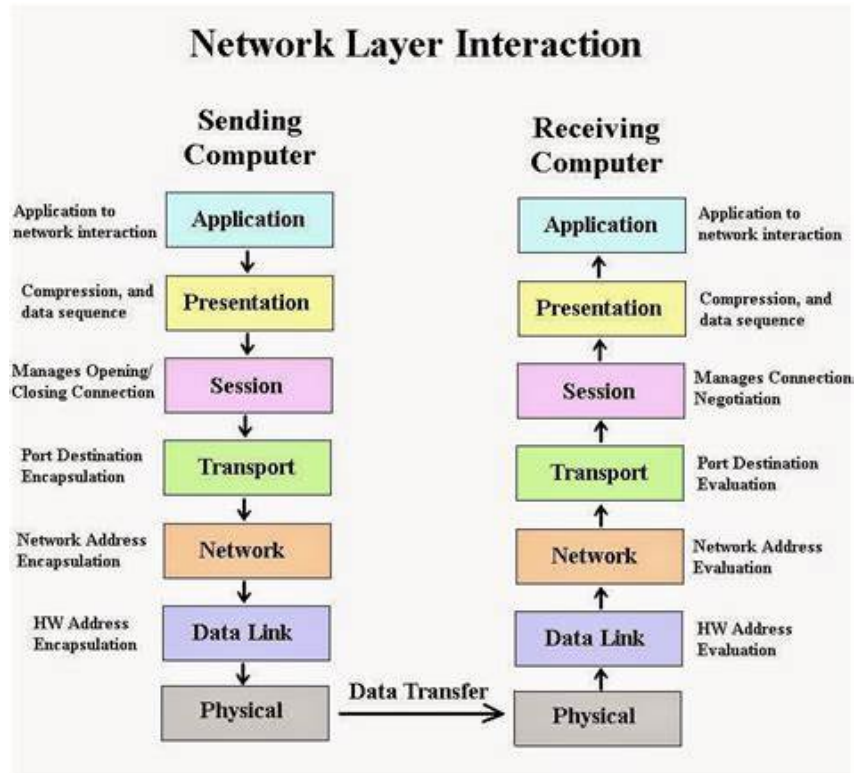 Network Layer Interaction
Sending
Computer
Application to
network interaction
Application
Compression, and
data sequence
Presentation
Manages Opening/
Closing Connection
Session
Port Destination
Encapsulation
Transport
Network Address
Encapsulation
Network
HW Address
Encapsulation
Data Link
Physical
Data Transfer
Receiving
Computer
Application
Application to
network interaction
Presentation
Compression, and
data sequence
Session
Manages Connection
Negotiation
Transport
Port Destination
Evaluation
Network
Network Address
Evaluation
Data Link
HW Address
Evaluation
Physical